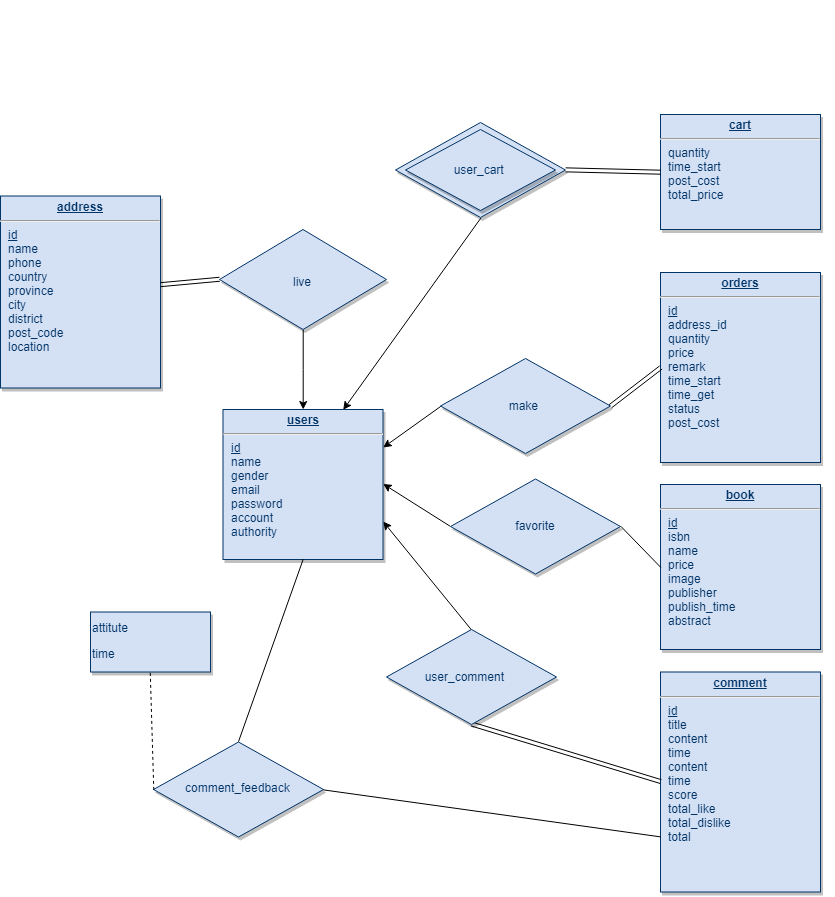 cart
quantity
time_start
post_cost
total_price
user_cart
address
id
name
phone
country
province
city
district
post_code
location
live
orders
id
address_id
quantity
price
remark
time_start
time_get
status
post_cost
make
users
id
name
gender
email
password
account
authority
favorite
book
id
isbn
name
price
image
publisher
publish_time
abstract
attitute
time
user_comment
comment
id
title
content
time
content
time
score
total_like
total_dislike
total
comment_feedback